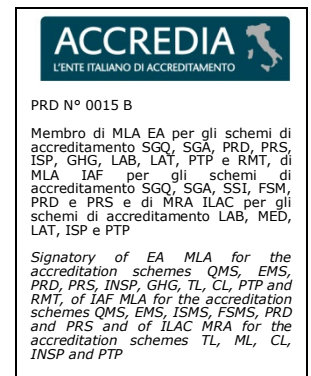 ACCREDIA
L'ENTE ITALIANO DI ACCREDITAMENTO
PRD N° 0015 B
Membro di MLA EA per gli schemi di
accreditamento SGQ, SGA, PRD, PRS,
ISP, GHG, LAB, LAT, PTP e RMT, di
MLA IAF per gli schemi di
accreditamento SGQ, SGA, SSI, FSM,
PRD e PRS e di MRA ILAC per gli
schemi di accreditamento LAB, MED,
LAT, ISP e PTP
Signatory of EA MLA for the
accreditation schemes QMS, EMS,
PRD, PRS, INSP, GHG, TL, CL, PTP and
RMT, of IAF MLA for the accreditation
schemes QMS, EMS, ISMS, FSMS, PRD
and PRS and of ILAC MRA for the
accreditation schemes TL, ML, CL,
INSP and PTP